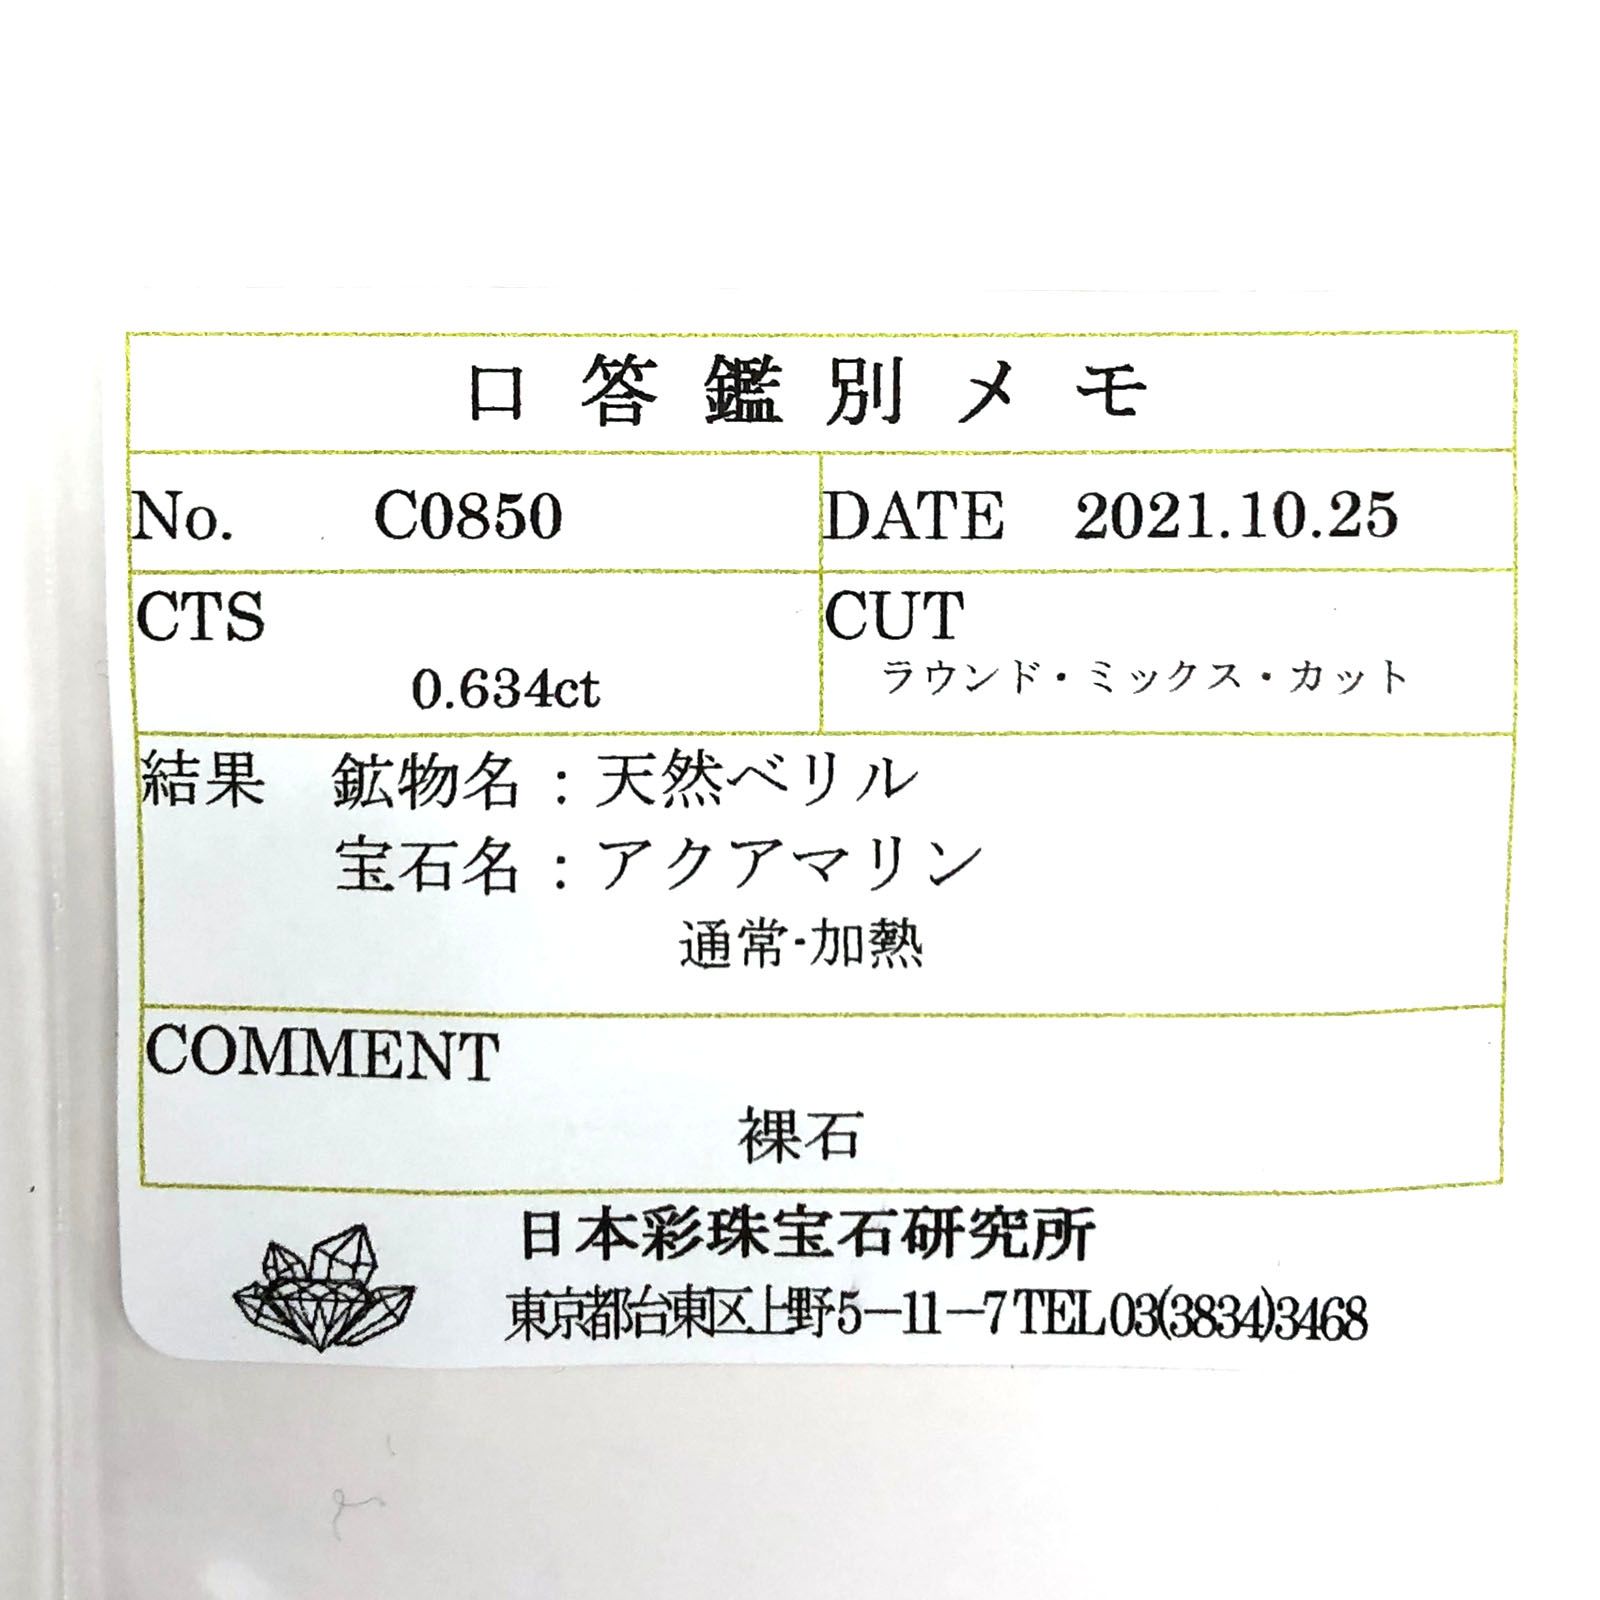 口答鑑別メモ
No. C0850 DATE 2021.10.25
CTS CUT
0.634ct ラウンド・ミックス・カット
結果 鉱物名：天然ベリル
宝石名：アクアマリン
通常・加熱
COMMENT
裸石
日本彩珠宝石研究所
東京都台東区上野5－11－7 TEL 03(3834)3468